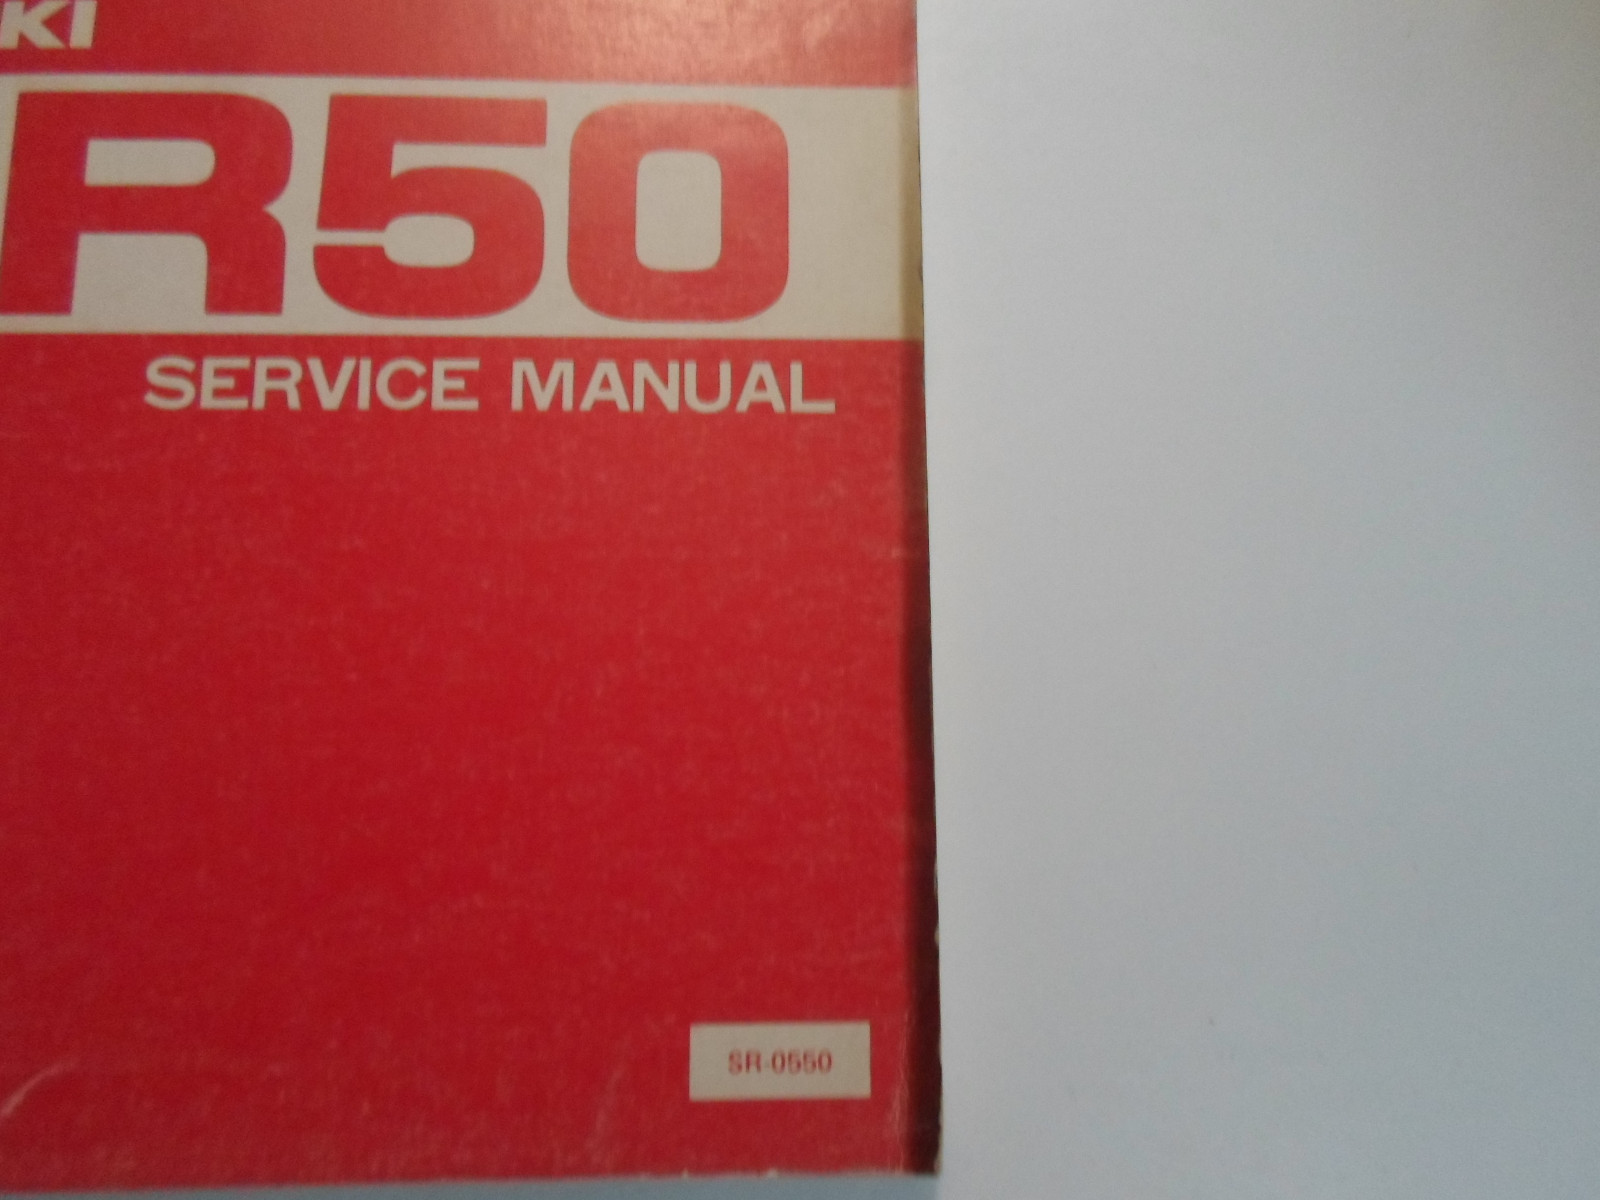 KI
R50
SERVICE MANUAL
SR-0550